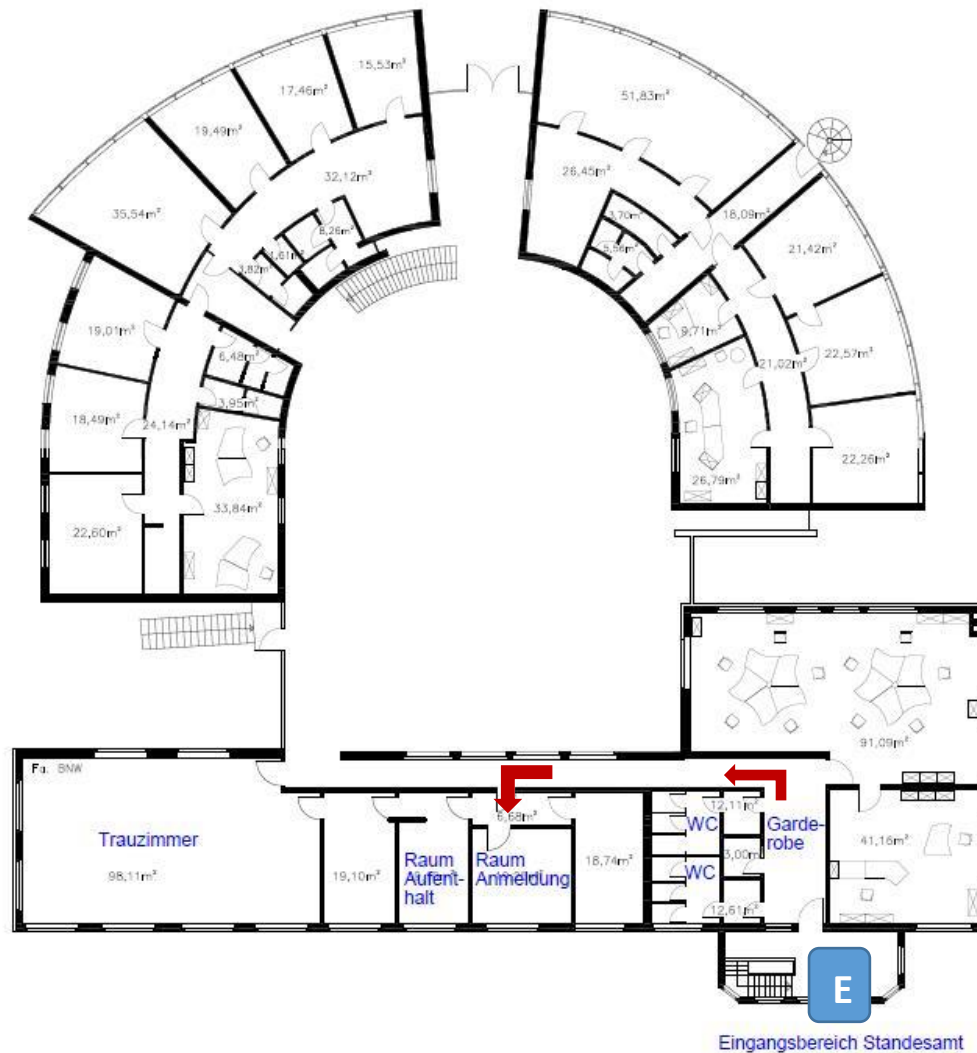 15,53m²
17,46m²
51,83m²
19,49m²
32,12m²
26,45m²
35,54m²
3,70m²
18,09m²
8,26m²
5,56m²
21,42m²
3,82m²
19,01m²
9,71m²
6,48m²
21,02m²
22,57m²
3,95m²
18,49m²
24,14m²
22,26m²
26,79m²
33,84m²
22,60m²
91,09m²
Fa. BNW
6,68m²
12,11m²
Trauzimmer
WC
Garde-
robe
41,16m²
3,00m²
98,11m²
19,10m²
Raum
Aufent-
halt
Raum
Anmeldung
18,74m²
WC
12,61m²
E
Eingangsbereich Standesamt